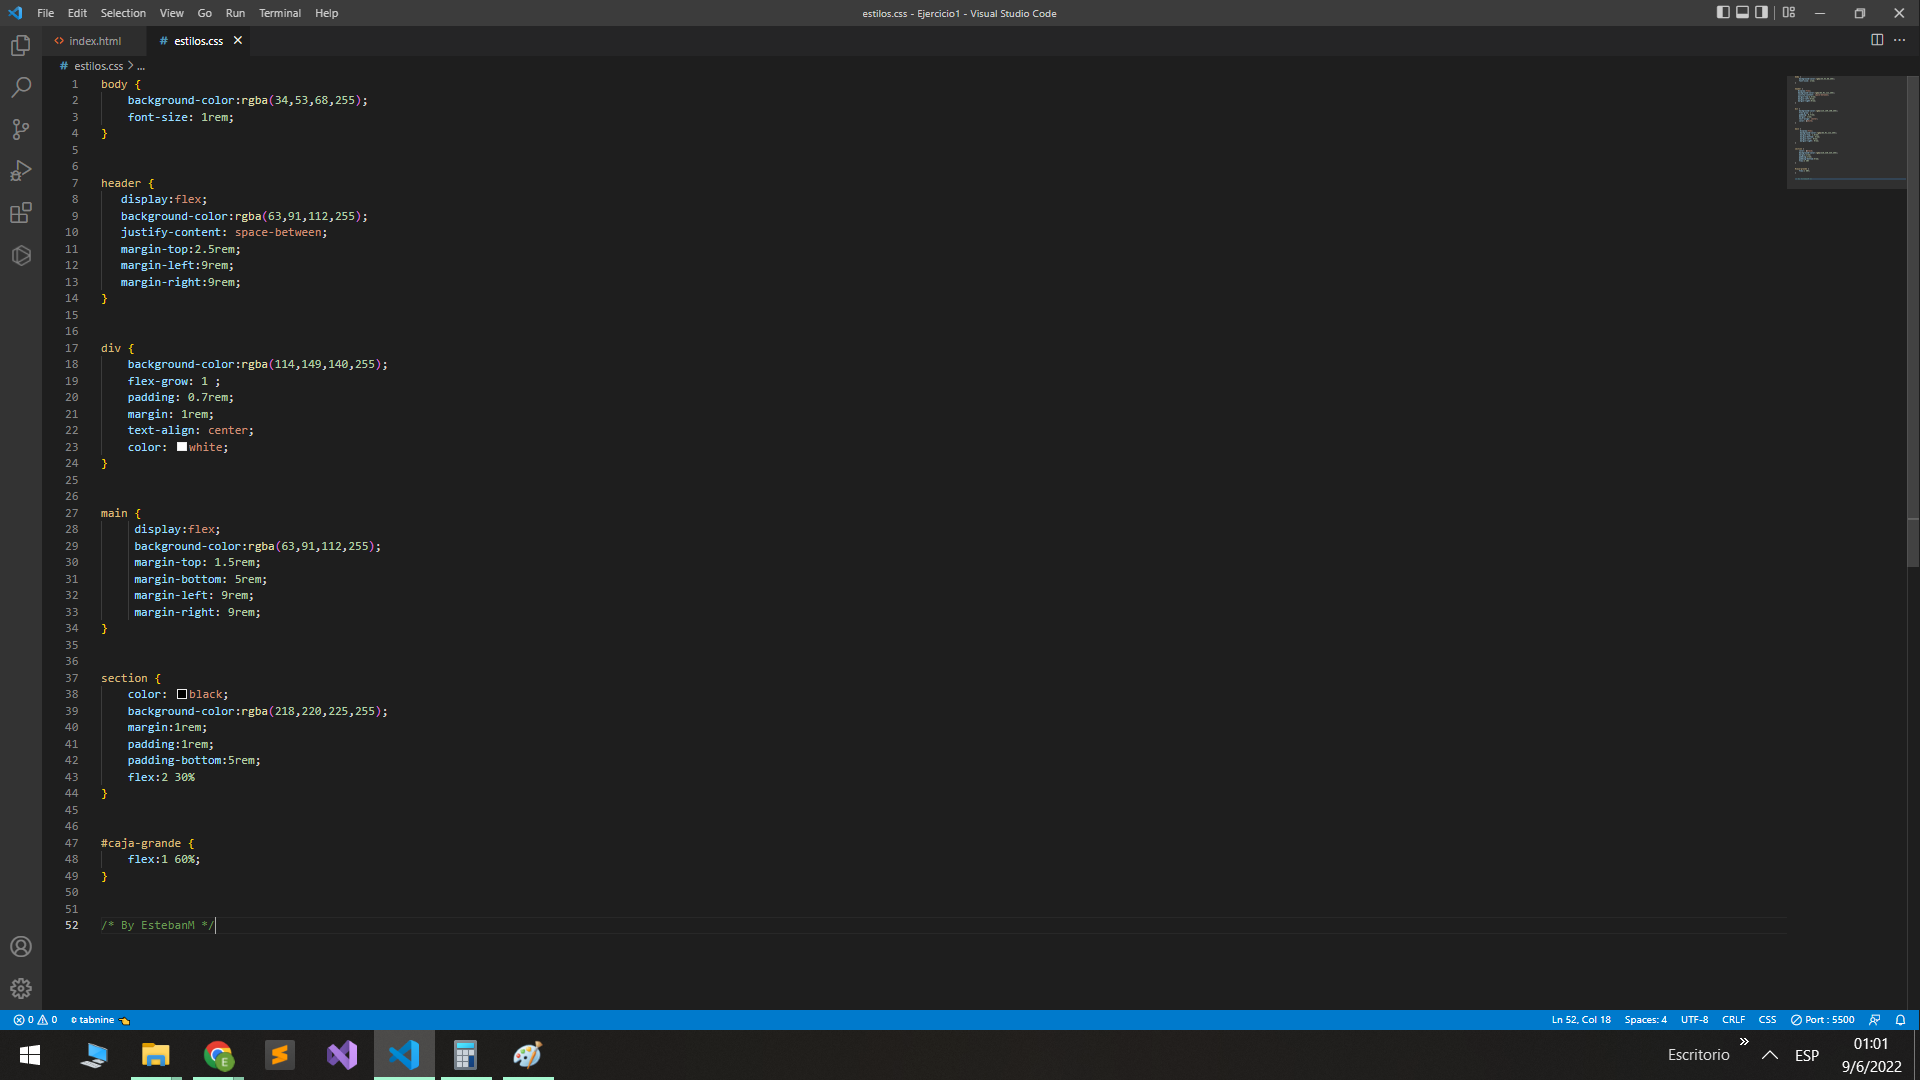 File Edit Selection View Go Run Terminal Help
estilos.css - Ejercicio1 - Visual Studio Code
index.html
estilos.css
estilos.css > ...
1 body {
2 background-color:rgba(34,53,68,255);
3 font-size: 1rem;
4 }
5
6
7 header {
8 display:flex;
9 background-color:rgba(63,91,112,255);
10 justify-content: space-between;
11 margin-top:2.5rem;
12 margin-left:9rem;
13 margin-right:9rem;
14 }
15
16
17 div {
18 background-color:rgba(114,149,140,255);
19 flex-grow: 1 ;
20 padding: 0.7rem;
21 margin: 1rem;
22 text-align: center;
23 color: white;
24 }
25
26
27 main {
28 display:flex;
29 background-color:rgba(63,91,112,255);
30 margin-top: 1.5rem;
31 margin-bottom: 5rem;
32 margin-left: 9rem;
33 margin-right: 9rem;
34 }
35
36
37 section {
38 color: black;
39 background-color:rgba(218,220,225,255);
40 margin:1rem;
41 padding:1rem;
42 padding-bottom:5rem;
43 flex:2 30%
44 }
45
46
47 #caja-grande {
48 flex:1 60%;
49 }
50
51
52 /* By EstebanM */
0 0 tabnine
Ln 52, Col 18 Spaces: 4 UTF-8 CRLF CSS Port : 5500
E
Escritorio » ESP
01:01
9/6/2022